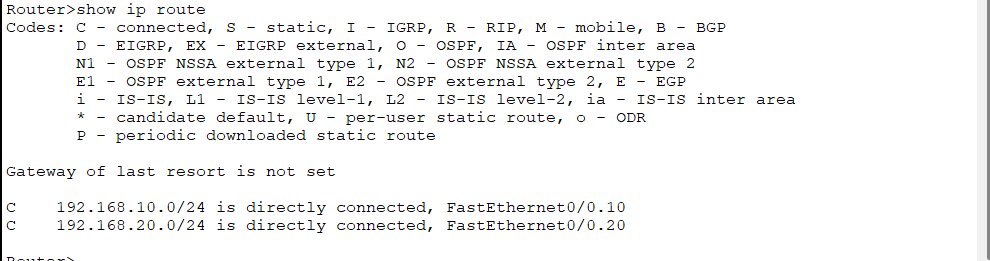 Router>show ip route
Codes: C - connected, S - static, I - IGRP, R - RIP, M - mobile, B - BGP
       D - EIGRP, EX - EIGRP external, O - OSPF, IA - OSPF inter area
       N1 - OSPF NSSA external type 1, N2 - OSPF NSSA external type 2
       E1 - OSPF external type 1, E2 - OSPF external type 2, E - EGP
       i - IS-IS, L1 - IS-IS level-1, L2 - IS-IS level-2, ia - IS-IS inter area
       * - candidate default, U - per-user static route, o - ODR
       P - periodic downloaded static route

Gateway of last resort is not set

C    192.168.10.0/24 is directly connected, FastEthernet0/0.10
C    192.168.20.0/24 is directly connected, FastEthernet0/0.20

Router>